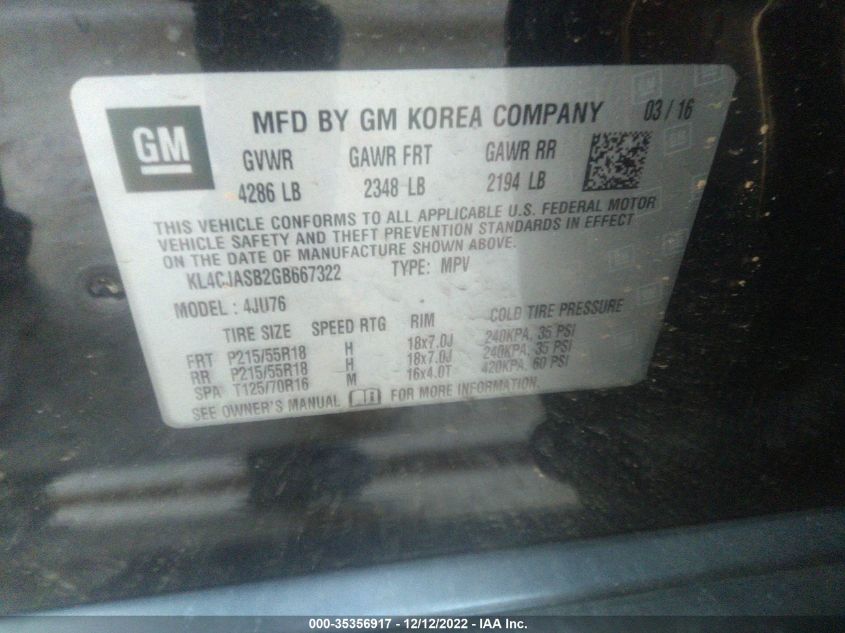 GM
MFD BY GM KOREA COMPANY 03 / 16
GVWR GAWR FRT GAWR RR
4286 LB 2348 LB 2194 LB
THIS VEHICLE CONFORMS TO ALL APPLICABLE U.S. FEDERAL MOTOR
VEHICLE SAFETY AND THEFT PREVENTION STANDARDS IN EFFECT
ON THE DATE OF MANUFACTURE SHOWN ABOVE.
KL4CJASB2GB667322 TYPE: MPV
MODEL : 4JU76
TIRE SIZE SPEED RTG RIM COLD TIRE PRESSURE
FRT P215/55R18 H 18x7.0J 240KPA, 35 PSI
RR P215/55R18 H 18x7.0J 240KPA, 35 PSI
SPA T125/70R16 M 16x4.0T 420KPA, 60 PSI
SEE OWNER'S MANUAL FOR MORE INFORMATION.
000-35356917 - 12/12/2022 - IAA Inc.